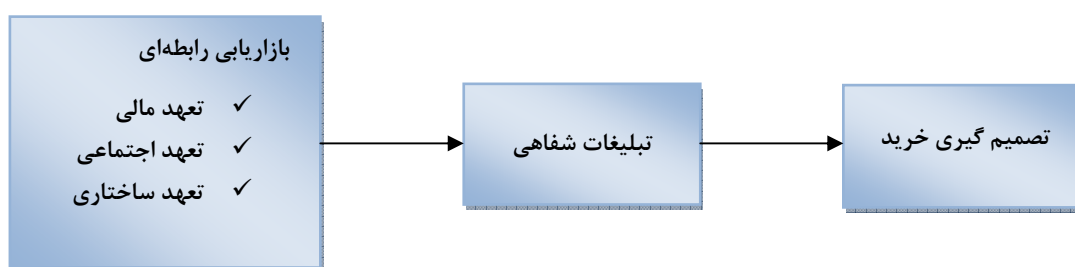 بازاریابی رابطه‌ای
✓ تعهد مالی
✓ تعهد اجتماعی
✓ تعهد ساختاری
تبلیغات شفاهی
تصمیم گیری خرید